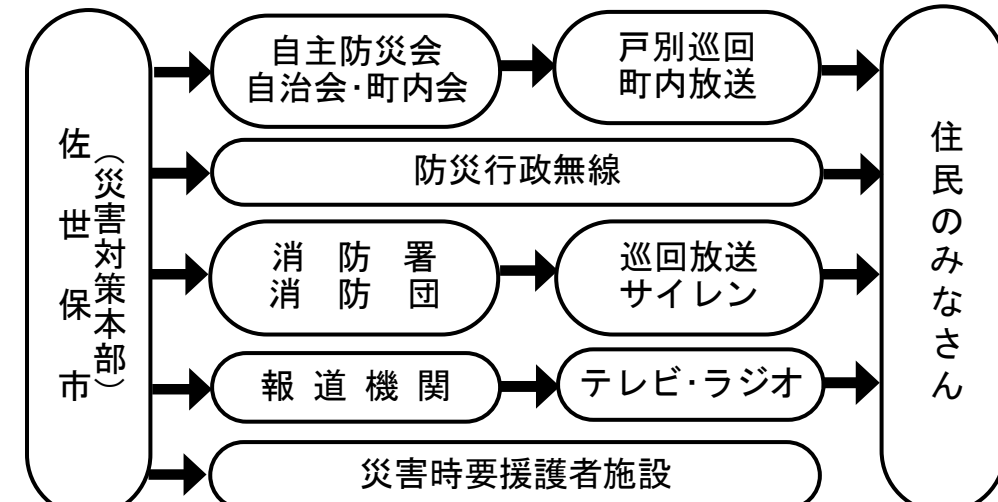 佐世保市
（災害対策本部）
自主防災会
自治会・町内会
戸別巡回
町内放送
防災行政無線
消防署
消防団
巡回放送
サイレン
報道機関
テレビ・ラジオ
災害時要援護者施設
住民のみなさん